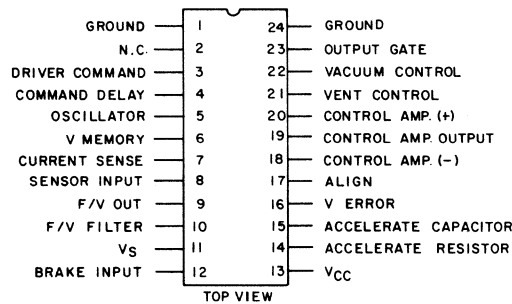 GROUND 1 24 GROUND
N.C. 2 23 OUTPUT GATE
DRIVER COMMAND 3 22 VACUUM CONTROL
COMMAND DELAY 4 21 VENT CONTROL
OSCILLATOR 5 20 CONTROL AMP. (+)
V MEMORY 6 19 CONTROL AMP. OUTPUT
CURRENT SENSE 7 18 CONTROL AMP. (-)
SENSOR INPUT 8 17 ALIGN
F/V OUT 9 16 V ERROR
F/V FILTER 10 15 ACCELERATE CAPACITOR
VS 11 14 ACCELERATE RESISTOR
BRAKE INPUT 12 13 VCC
TOP VIEW